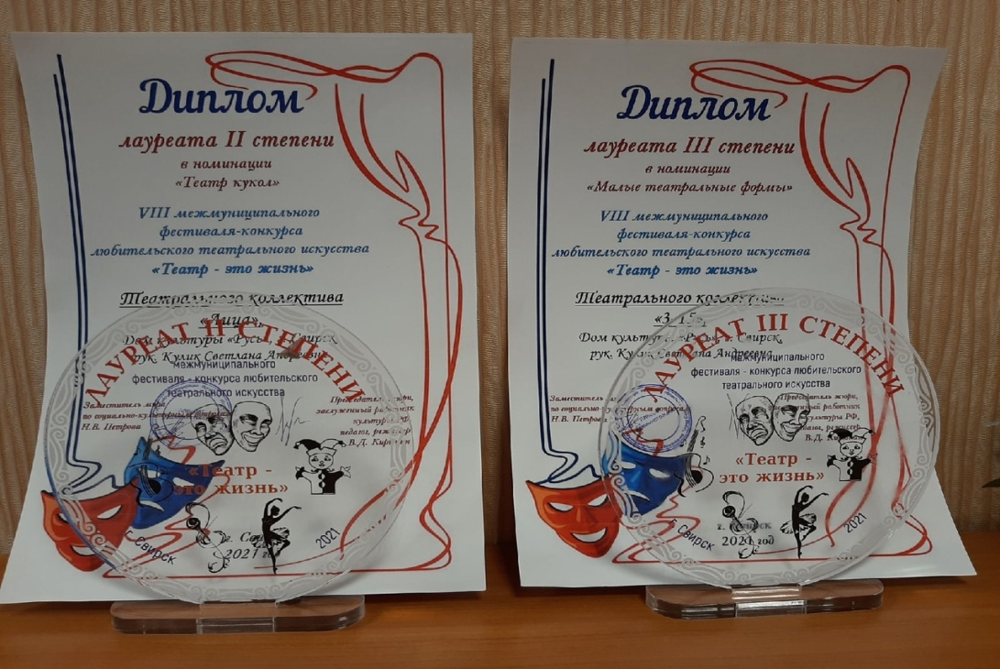 Диплом
лауреата II степени
в номинации
«Театр кукол»
VIII межмуниципального
фестиваля-конкурса
любительского театрального искусства
«Театр - это жизнь»
Театрального коллектива
Дом культуры «Русь», г. Свирск,
рук. Кулик Светлана Андреевна
Заместитель мэра
по социально-культурным вопросам
Н.В. Петрова
Председатель жюри,
заслуженный работник
культуры РФ,
педагог, режиссер
В.Д.
г. Свирск
2021 год
ЛАУРЕАТ II СТЕПЕНИ
межмуниципального
фестиваля - конкурса любительского
театрального искусства
«Театр -
это жизнь»
г. Свирск
2021
Диплом
лауреата III степени
в номинации
«Малые театральные формы»
VIII межмуниципального
фестиваля-конкурса
любительского театрального искусства
«Театр - это жизнь»
Театрального коллектива
Дом культуры «Русь», г. Свирск,
рук. Кулик Светлана Андреевна
Заместитель мэра
по социально-культурным вопросам
Н.В. Петрова
Председатель жюри,
заслуженный работник
культуры РФ,
педагог, режиссер
В.Д.
г. Свирск
2021 год
ЛАУРЕАТ III СТЕПЕНИ
межмуниципального
фестиваля - конкурса любительского
театрального искусства
«Театр -
это жизнь»
г. Свирск
2021